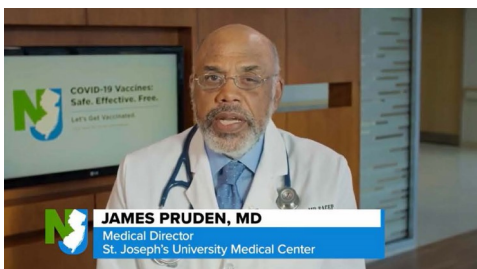 COVID-19 Vaccines:
Safe. Effective. Free.
Let's Get Vaccinated.
JAMES PRUDEN, MD
Medical Director
St. Joseph's University Medical Center